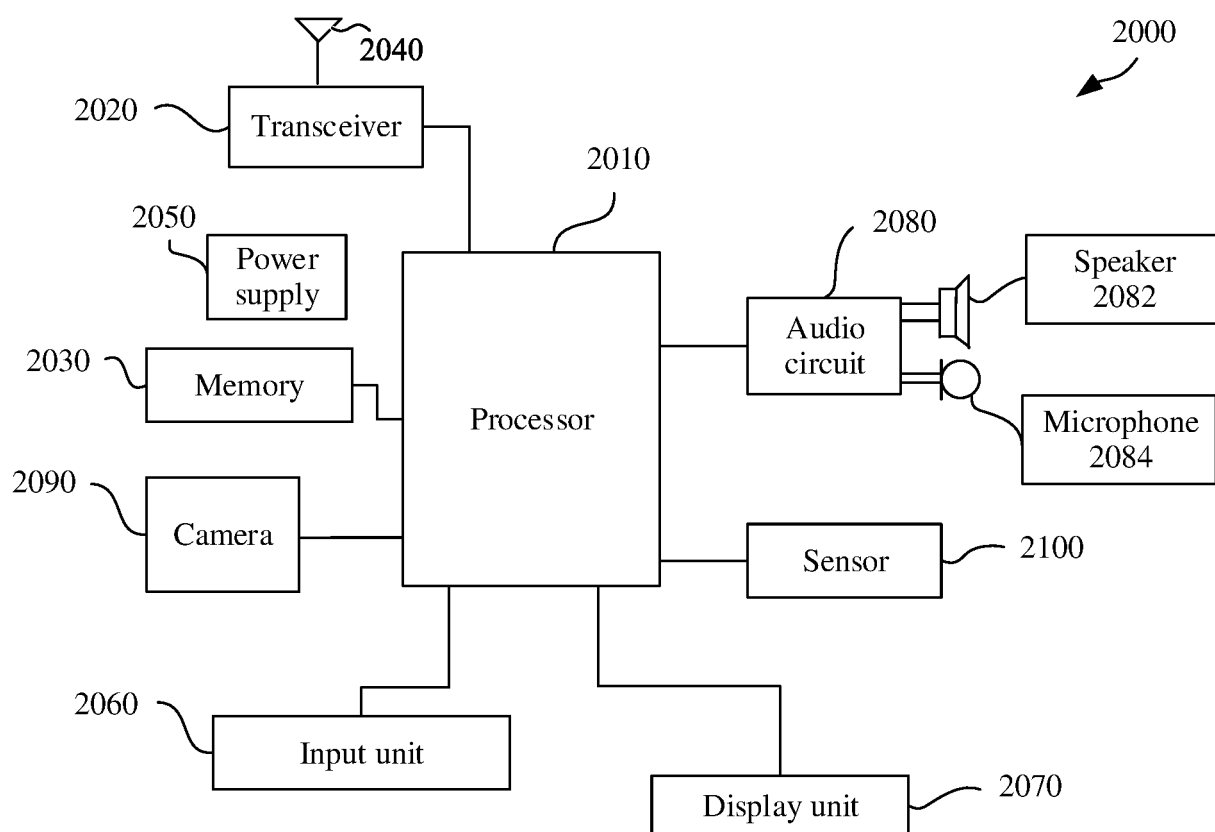 2040
2000
2020
Transceiver
2010
2050
Power
supply
2080
Speaker
2082
2030
Memory
Processor
Audio
circuit
Microphone
2084
2090
Camera
Sensor
2100
2060
Input unit
Display unit
2070